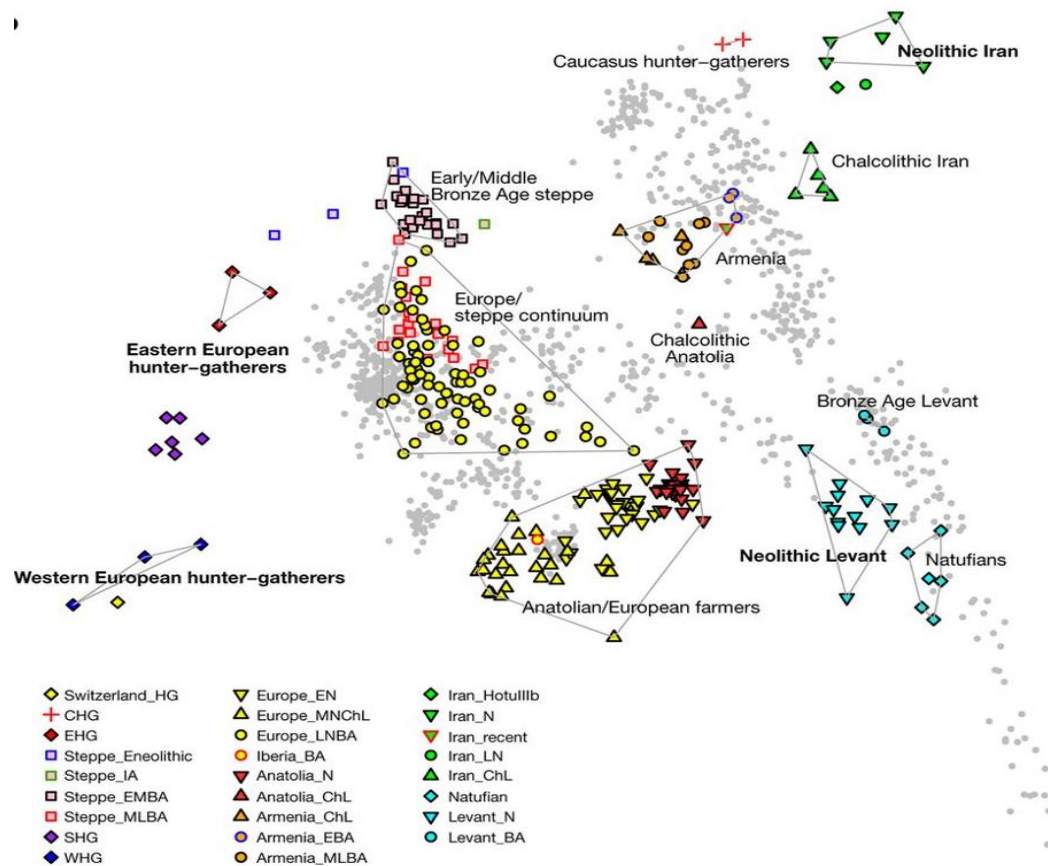 Caucasus hunter-gatherers
Neolithic Iran
Chalcolithic Iran
Early/Middle
Bronze Age steppe
Armenia
Europe/
steppe continuum
Chalcolithic
Anatolia
Eastern European
hunter-gatherers
Bronze Age Levant
Neolithic Levant
Natufians
Western European hunter-gatherers
Anatolian/European farmers
Switzerland_HG
CHG
EHG
Steppe_Eneolithic
Steppe_IA
Steppe_EMBA
Steppe_MLBA
SHG
WHG
Europe_EN
Europe_MNChL
Europe_LNBA
Iberia_BA
Anatolia_N
Anatolia_ChL
Armenia_ChL
Armenia_EBA
Armenia_MLBA
Iran_HotuIIIb
Iran_N
Iran_recent
Iran_LN
Iran_ChL
Natufian
Levant_N
Levant_BA